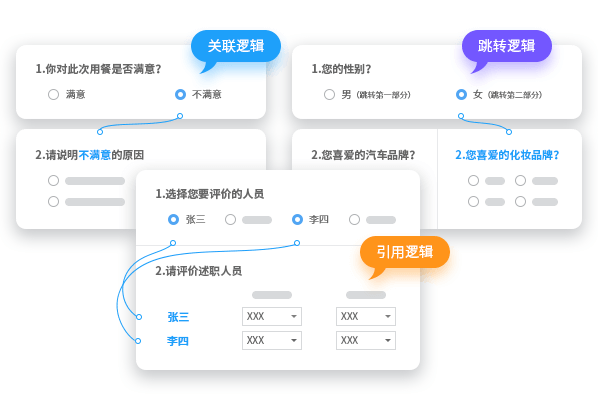 关联逻辑
1.你对此次用餐是否满意?
满意
不满意
2.请说明不满意的原因
跳转逻辑
1.您的性别?
男（跳转第一部分）
女（跳转第二部分）
2.您喜爱的汽车品牌?
2.您喜爱的化妆品牌?
1.选择您要评价的人员
张三
李四
引用逻辑
2.请评价述职人员
张三 XXX XXX
李四 XXX XXX